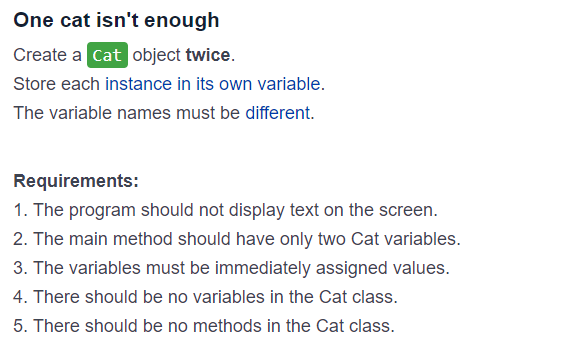 One cat isn't enough
Create a Cat object twice.
Store each instance in its own variable.
The variable names must be different.
Requirements:
1. The program should not display text on the screen.
2. The main method should have only two Cat variables.
3. The variables must be immediately assigned values.
4. There should be no variables in the Cat class.
5. There should be no methods in the Cat class.